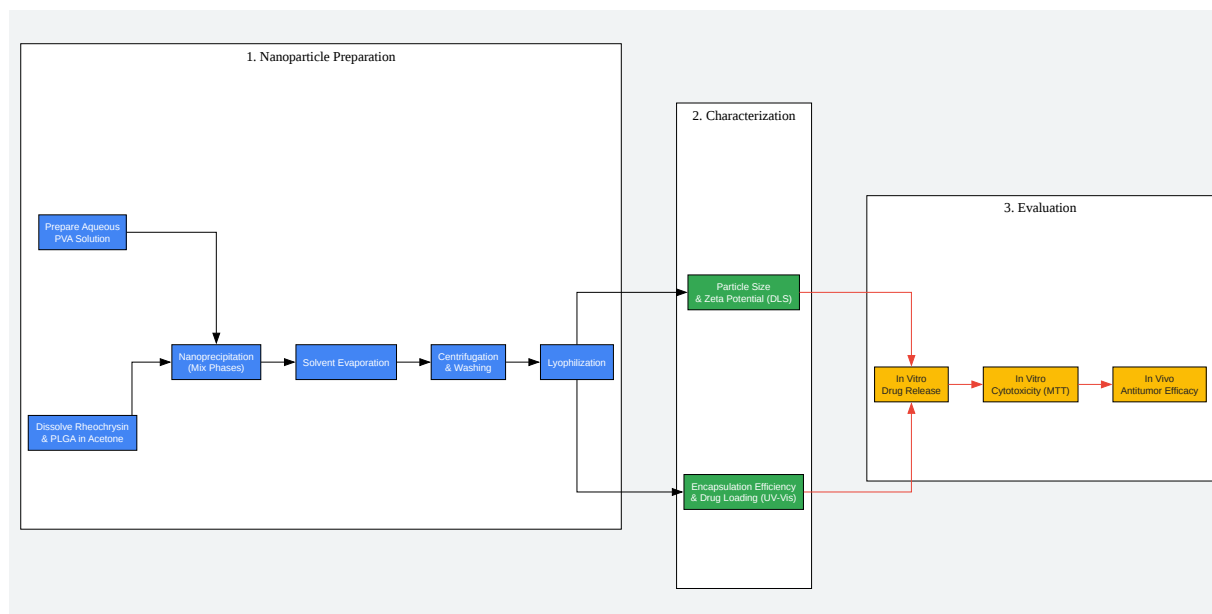 1. Nanoparticle Preparation
Prepare Aqueous
PVA Solution
Dissolve Rheochrysin
& PLGA in Acetone
Nanoprecipitation
(Mix Phases)
Solvent Evaporation
Centrifugation
& Washing
Lyophilization
2. Characterization
Particle Size
& Zeta Potential (DLS)
Encapsulation Efficiency
& Drug Loading (UV-Vis)
3. Evaluation
In Vitro
Drug Release
In Vitro
Cytotoxicity (MTT)
In Vivo
Antitumor Efficacy